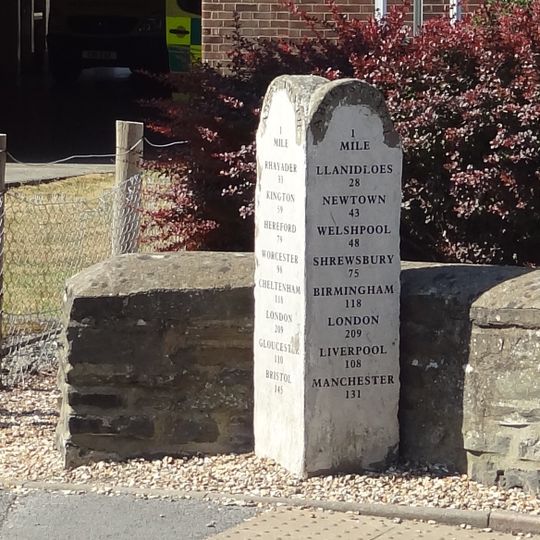 1
MILE
RHAYADER
33
KINGTON
59
HEREFORD
79
WORCESTER
98
CHELTENHAM
118
LONDON
209
GLOUCESTER
110
BRISTOL
145
1
MILE
LLANIDLOES
28
NEWTOWN
43
WELSHPOOL
48
SHREWSBURY
75
BIRMINGHAM
118
LONDON
209
LIVERPOOL
108
MANCHESTER
131